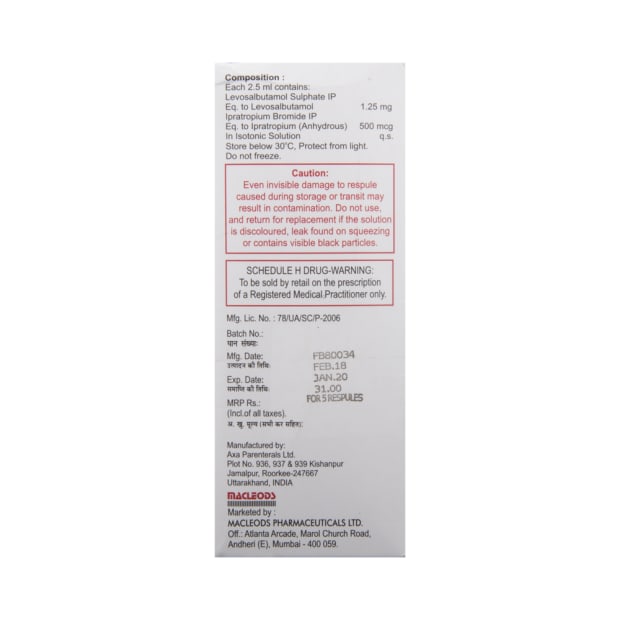 Composition :
Each 2.5 ml contains:
Levosalbutamol Sulphate IP
Eq. to Levosalbutamol 1.25 mg
Ipratropium Bromide IP
Eq. to Ipratropium (Anhydrous) 500 mcg
In Isotonic Solution q.s.
Store below 30°C, Protect from light.
Do not freeze.
Caution:
Even invisible damage to respule
caused during storage or transit may
result in contamination. Do not use,
and return for replacement if the solution
is discoloured, leak found on squeezing
or contains visible black particles.
SCHEDULE H DRUG-WARNING:
To be sold by retail on the prescription
of a Registered Medical Practitioner only.
Mfg. Lic. No. : 78/UA/SC/P-2006
Batch No.:
घान संख्याः
Mfg. Date: FB80034
उत्पादन की तिथिः FEB.18
Exp. Date: JAN.20
समाप्ति की तिथिः 31.00
MRP Rs.: FOR 5 RESPULES
(Incl.of all taxes).
अ. खु. मूल्य (सभी कर सहित):
Manufactured by:
Axa Parenterals Ltd.
Plot No. 936, 937 & 939 Kishanpur
Jamalpur, Roorkee-247667
Uttarakhand, INDIA
MACLEODS
Marketed by :
MACLEODS PHARMACEUTICALS LTD.
Off.: Atlanta Arcade, Marol Church Road,
Andheri (E), Mumbai - 400 059.